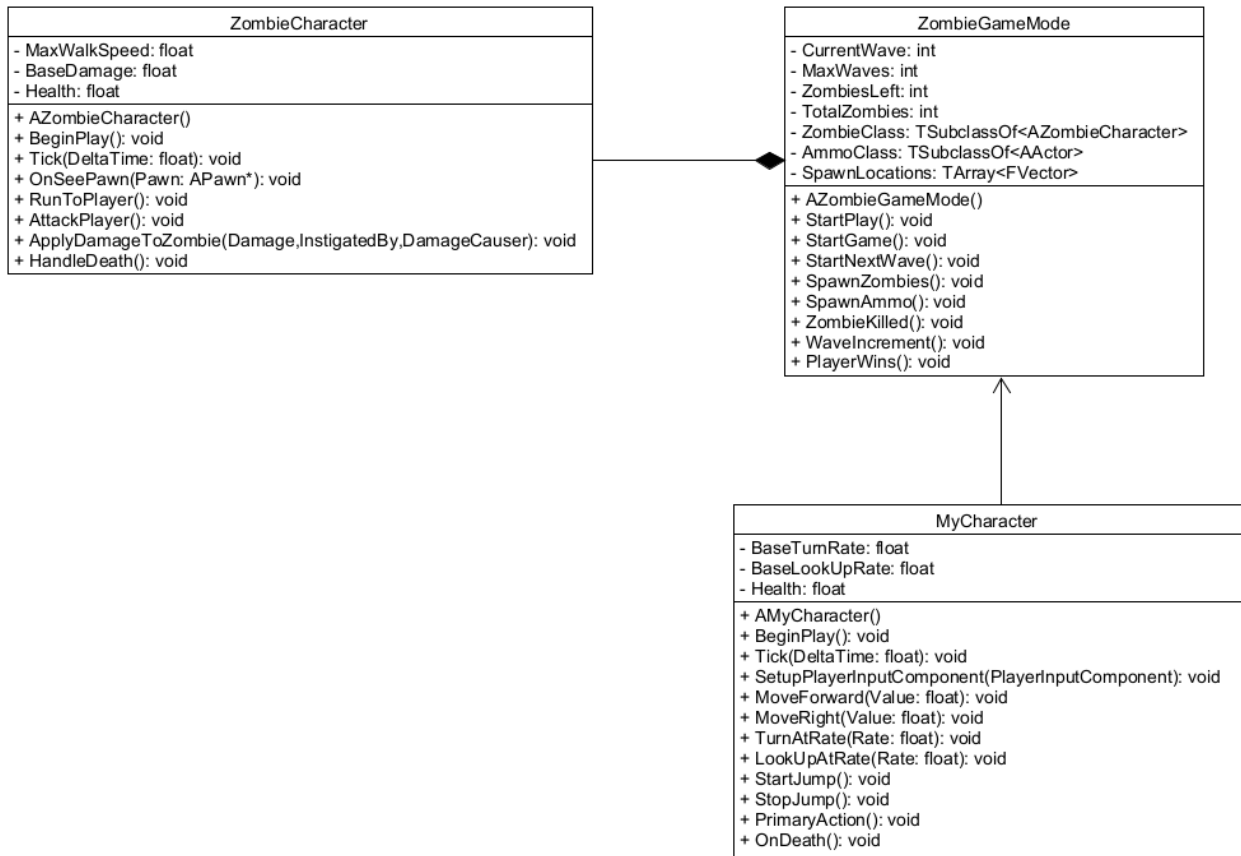 ZombieCharacter
- MaxWalkSpeed: float
- BaseDamage: float
- Health: float
+ AZombieCharacter()
+ BeginPlay(): void
+ Tick(DeltaTime: float): void
+ OnSeePawn(Pawn: APawn*): void
+ RunToPlayer(): void
+ AttackPlayer(): void
+ ApplyDamageToZombie(Damage,InstigatedBy,DamageCauser): void
+ HandleDeath(): void
ZombieGameMode
- CurrentWave: int
- MaxWaves: int
- ZombiesLeft: int
- TotalZombies: int
- ZombieClass: TSubclassOf<AZombieCharacter>
- AmmoClass: TSubclassOf<AActor>
- SpawnLocations: TArray<FVector>
+ AZombieGameMode()
+ StartPlay(): void
+ StartGame(): void
+ StartNextWave(): void
+ SpawnZombies(): void
+ SpawnAmmo(): void
+ ZombieKilled(): void
+ WaveIncrement(): void
+ PlayerWins(): void
MyCharacter
- BaseTurnRate: float
- BaseLookUpRate: float
- Health: float
+ AMyCharacter()
+ BeginPlay(): void
+ Tick(DeltaTime: float): void
+ SetupPlayerInputComponent(PlayerInputComponent): void
+ MoveForward(Value: float): void
+ MoveRight(Value: float): void
+ TurnAtRate(Rate: float): void
+ LookUpAtRate(Rate: float): void
+ StartJump(): void
+ StopJump(): void
+ PrimaryAction(): void
+ OnDeath(): void